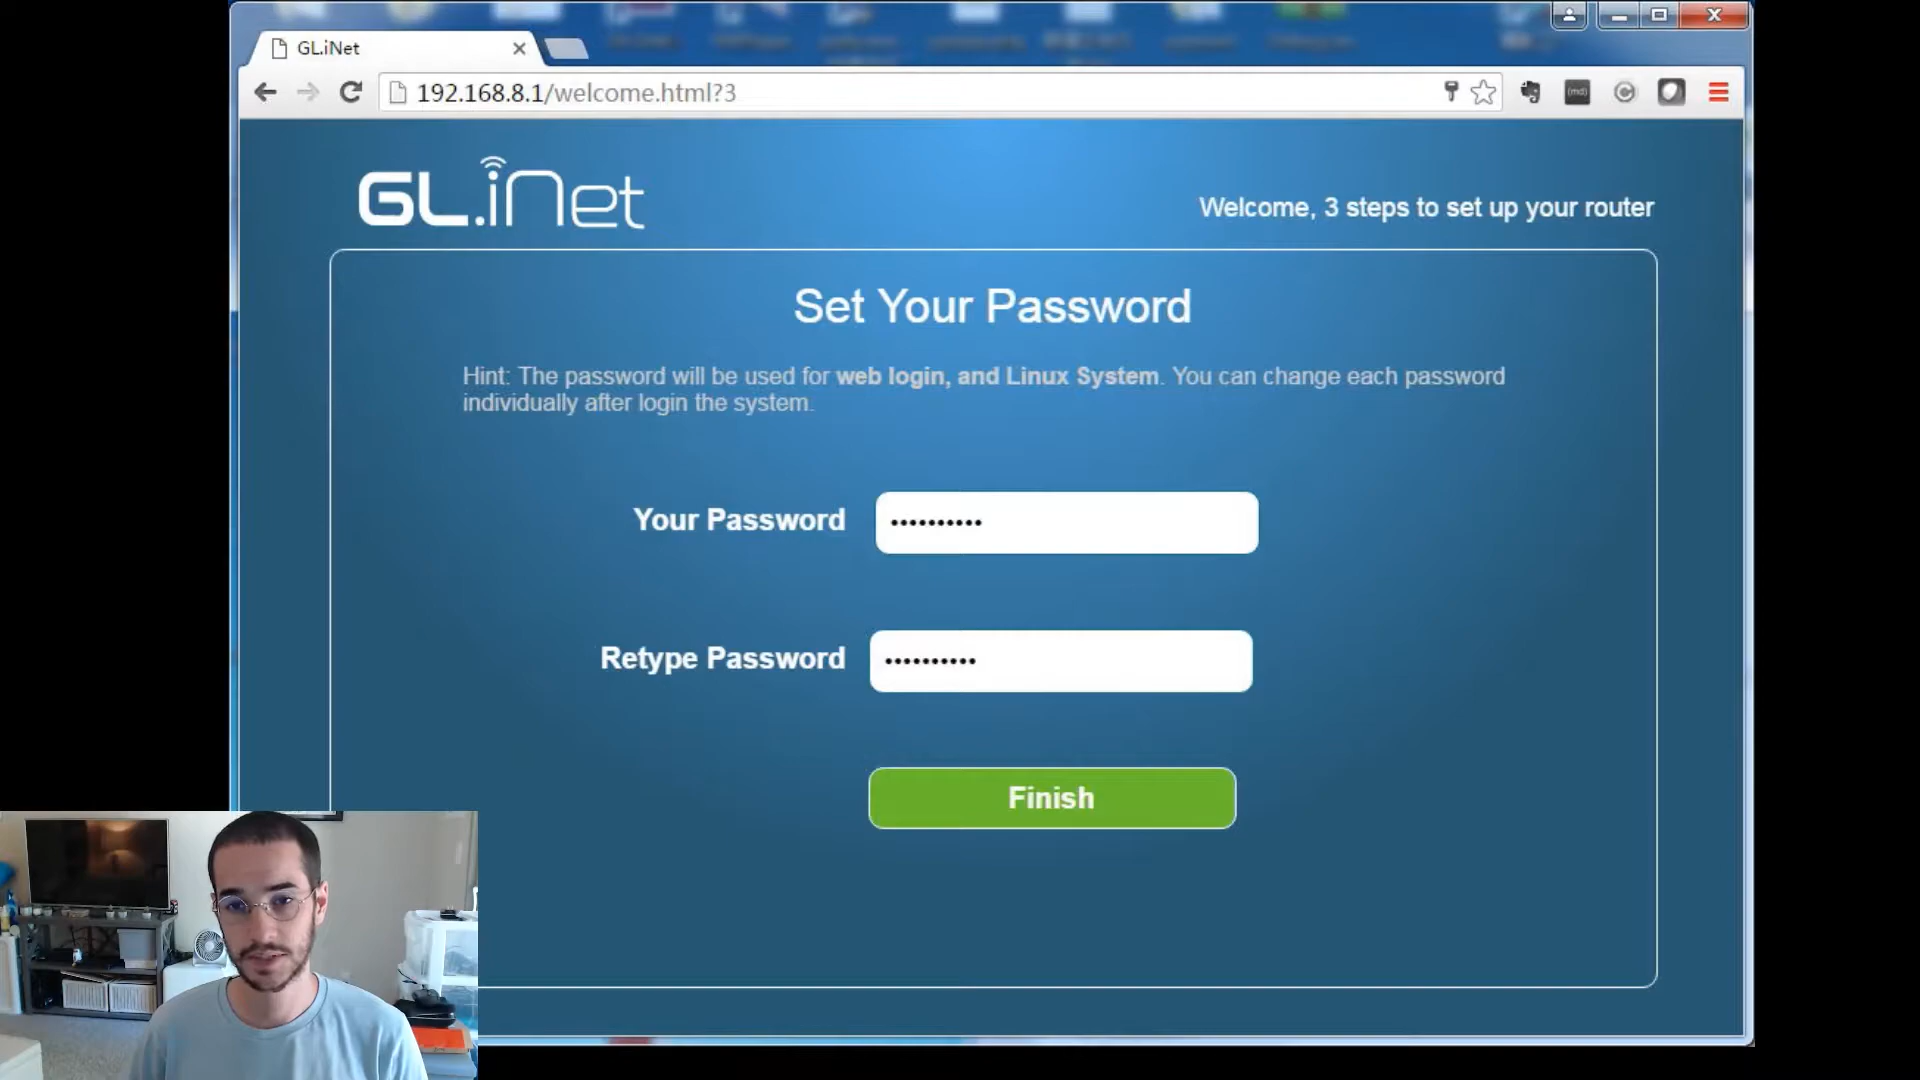 GL.iNet
192.168.8.1/welcome.html?3
GL.iNet
Welcome, 3 steps to set up your router
Set Your Password
Hint: The password will be used for web login, and Linux System. You can change each password
individually after login the system.
Your Password
Retype Password
Finish